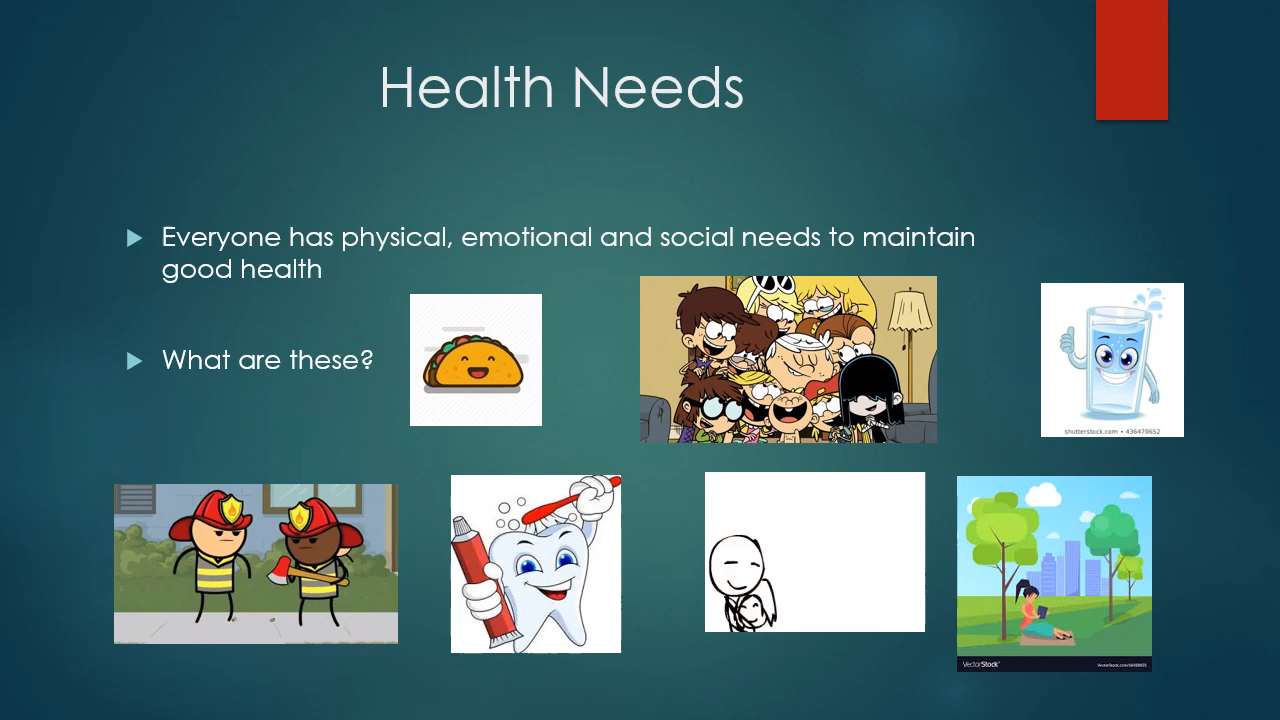 Health Needs
Everyone has physical, emotional and social needs to maintain
good health
What are these?
shutterstock.com • 436470652
VectorStock®